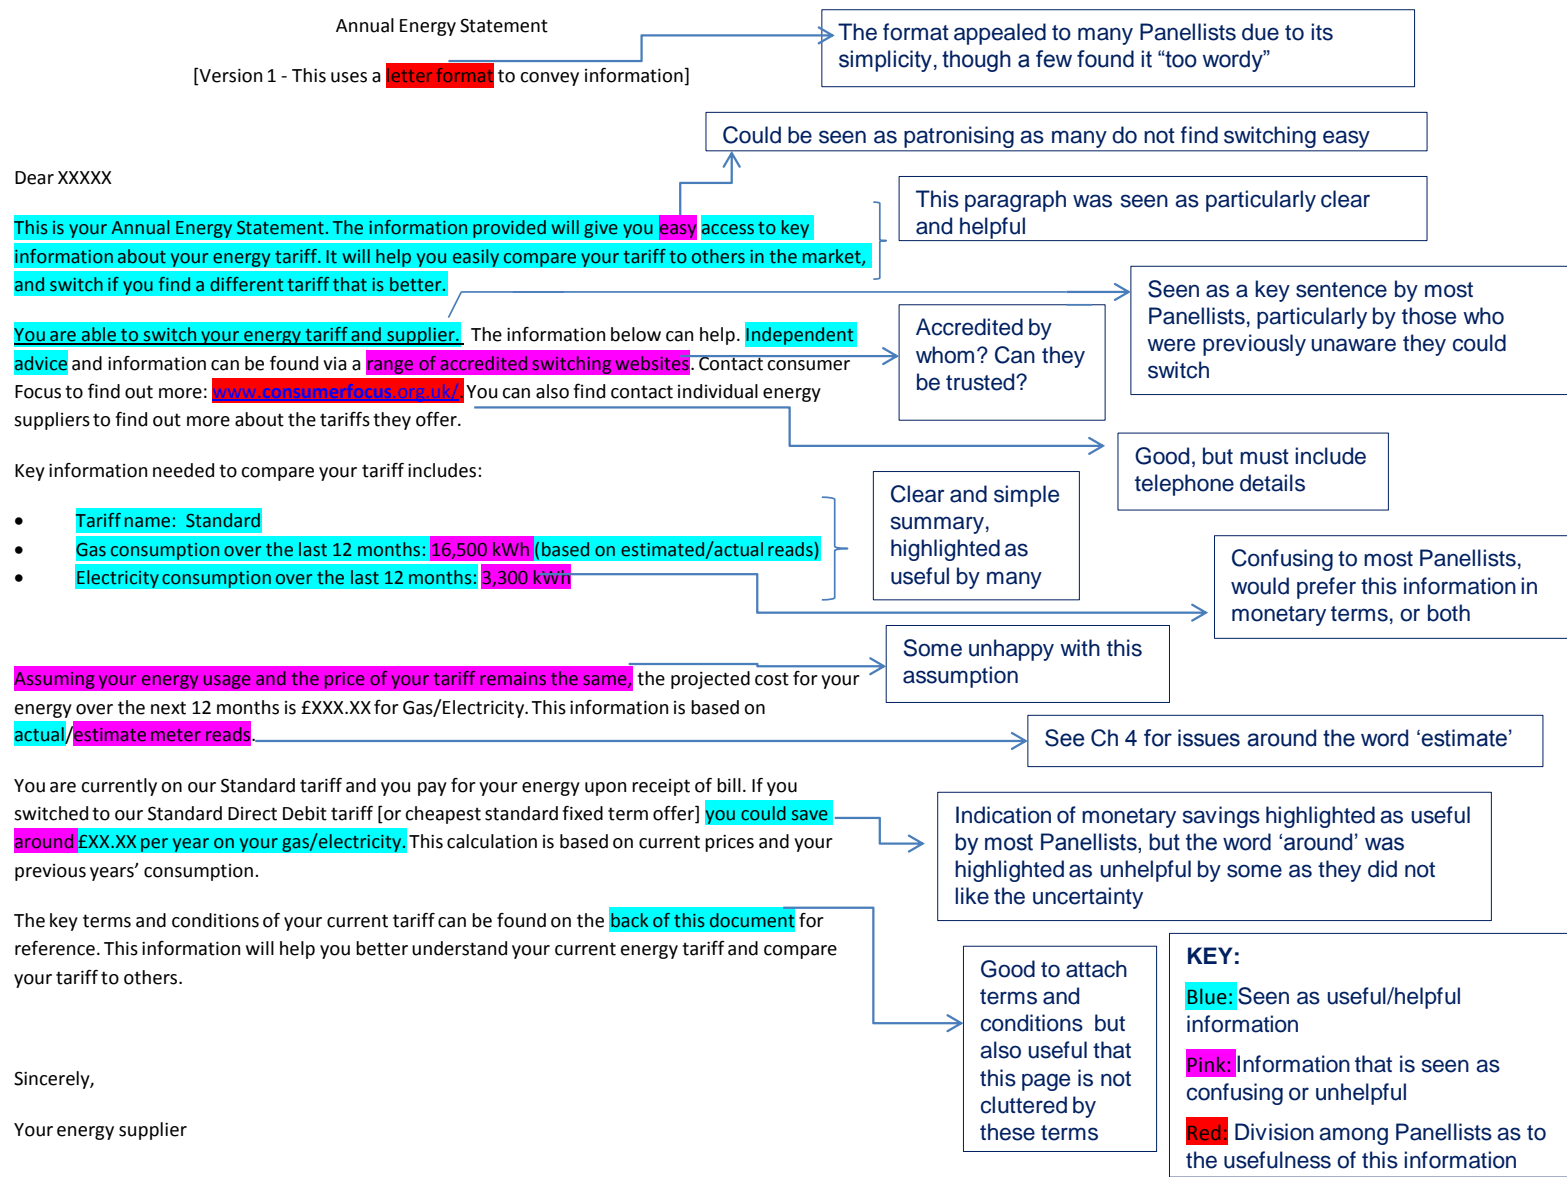 Annual Energy Statement
[Version 1 - This uses a letter format to convey information]
The format appealed to many Panellists due to its
simplicity, though a few found it “too wordy”
Could be seen as patronising as many do not find switching easy
Dear XXXXX
This is your Annual Energy Statement. The information provided will give you easy access to key
information about your energy tariff. It will help you easily compare your tariff to others in the market,
and switch if you find a different tariff that is better.
This paragraph was seen as particularly clear
and helpful
You are able to switch your energy tariff and supplier. The information below can help. Independent
advice and information can be found via a range of accredited switching websites. Contact consumer
Focus to find out more: www.consumerfocus.org.uk/. You can also find contact individual energy
suppliers to find out more about the tariffs they offer.
Accredited by
whom? Can they
be trusted?
Seen as a key sentence by most
Panellists, particularly by those who
were previously unaware they could
switch
Good, but must include
telephone details
Key information needed to compare your tariff includes:
• Tariff name: Standard
• Gas consumption over the last 12 months: 16,500 kWh (based on estimated/actual reads)
• Electricity consumption over the last 12 months: 3,300 kWh
Clear and simple
summary,
highlighted as
useful by many
Confusing to most Panellists,
would prefer this information in
monetary terms, or both
Some unhappy with this
assumption
Assuming your energy usage and the price of your tariff remains the same, the projected cost for your
energy over the next 12 months is £XXX.XX for Gas/Electricity. This information is based on
actual/estimate meter reads.
See Ch 4 for issues around the word ‘estimate’
You are currently on our Standard tariff and you pay for your energy upon receipt of bill. If you
switched to our Standard Direct Debit tariff [or cheapest standard fixed term offer] you could save
around £XX.XX per year on your gas/electricity. This calculation is based on current prices and your
previous years’ consumption.
Indication of monetary savings highlighted as useful
by most Panellists, but the word ‘around’ was
highlighted as unhelpful by some as they did not
like the uncertainty
The key terms and conditions of your current tariff can be found on the back of this document for
reference. This information will help you better understand your current energy tariff and compare
your tariff to others.
Good to attach
terms and
conditions but
also useful that
this page is not
cluttered by
these terms
KEY:
Blue: Seen as useful/helpful
information
Pink: Information that is seen as
confusing or unhelpful
Red: Division among Panellists as to
the usefulness of this information
Sincerely,
Your energy supplier